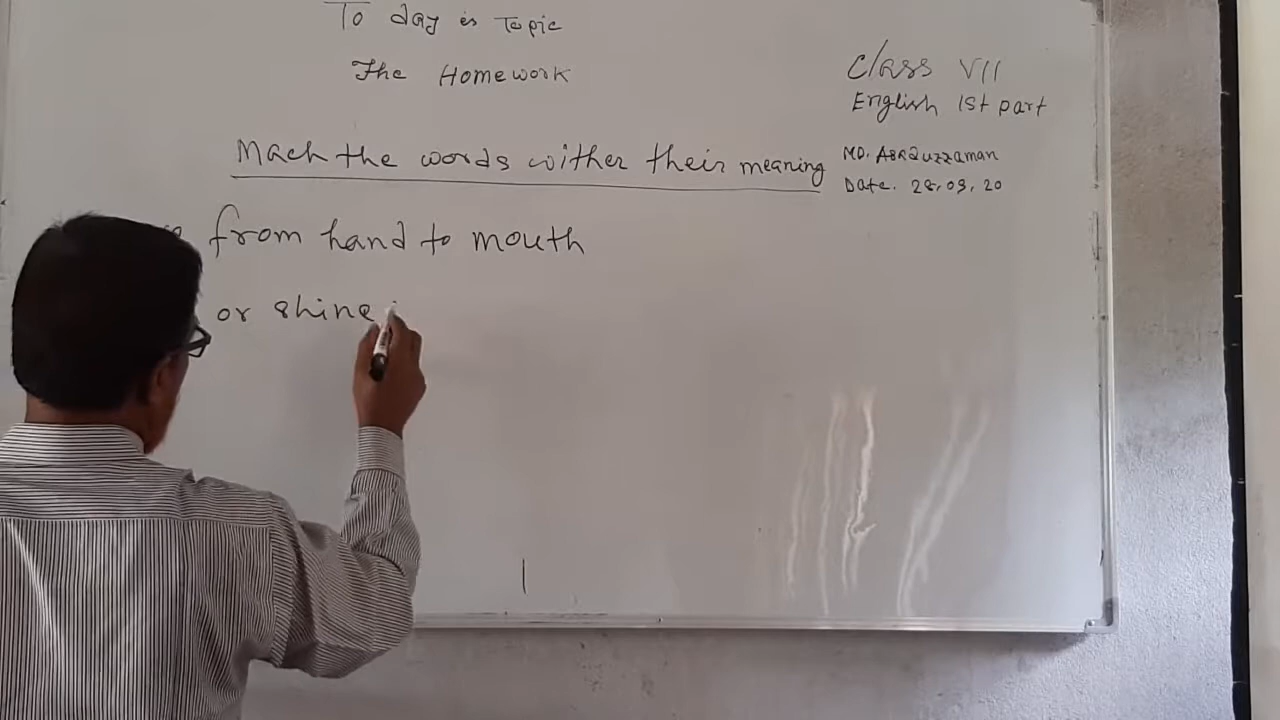 To day is Topic
The Homework
Class VII
English 1st part
Mach the words wither their meaning
MD. Asaduzzaman
Date. 28.09.20
from hand to mouth
or shine